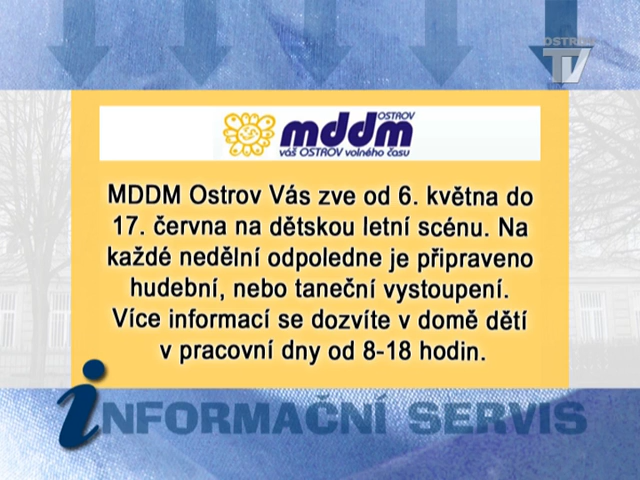 OSTROV
TV
OSTROV
mddm
váš OSTROV volného času
MDDM Ostrov Vás zve od 6. května do
17. června na dětskou letní scénu. Na
každé nedělní odpoledne je připraveno
hudební, nebo taneční vystoupení.
Více informací se dozvíte v domě dětí
v pracovní dny od 8-18 hodin.
iNFORMAČNÍ SERVIS